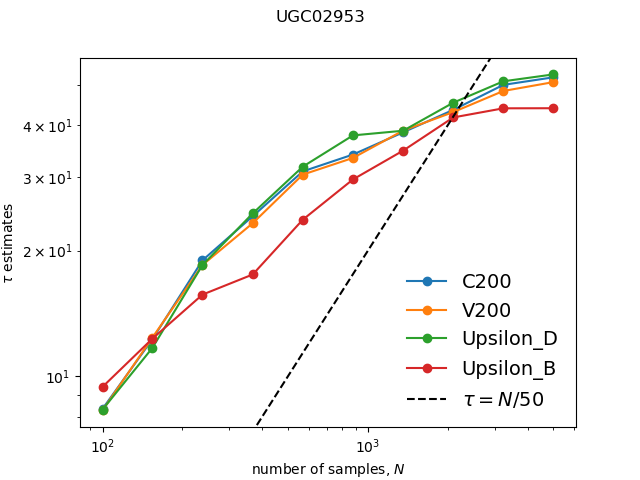 UGC02953
τ estimates
4 × 10¹
3 × 10¹
2 × 10¹
10¹
10²
10³
number of samples, N
C200
V200
Upsilon_D
Upsilon_B
τ = N/50